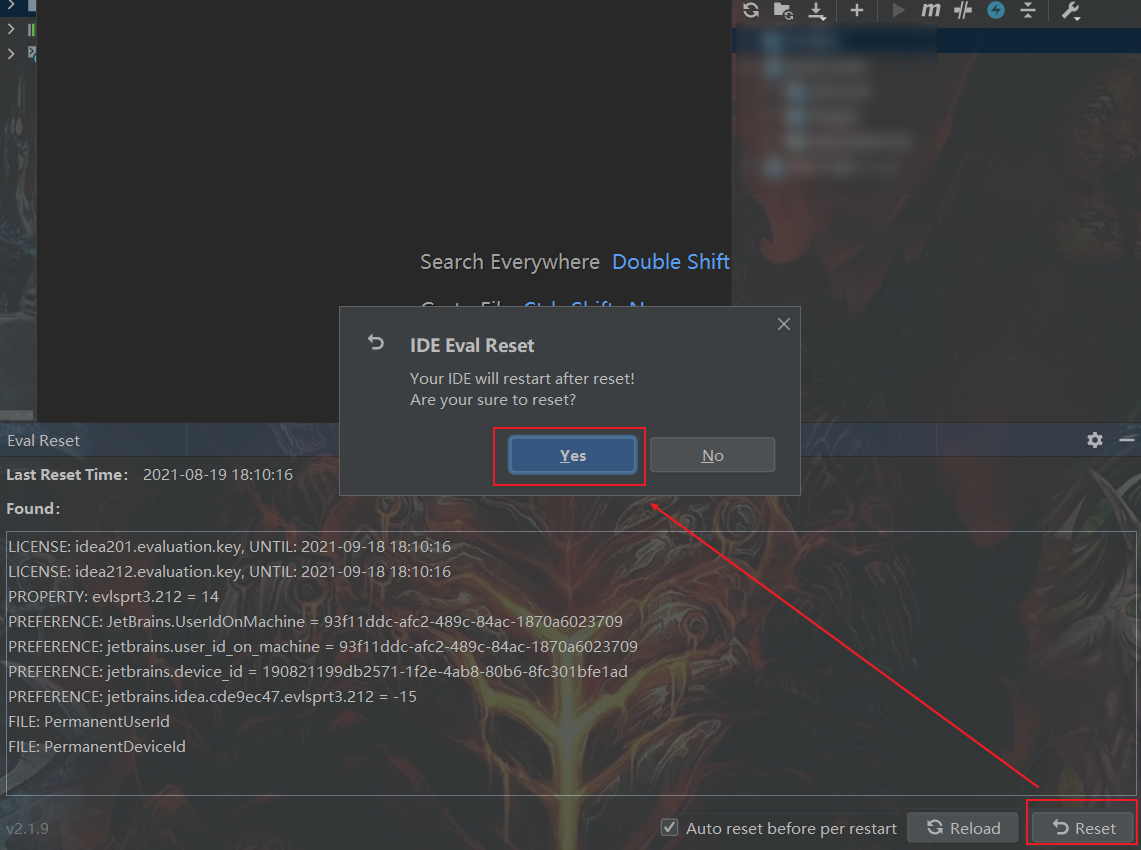 m
Search Everywhere Double Shift
IDE Eval Reset
Your IDE will restart after reset!
Are your sure to reset?
Yes
No
Eval Reset
Last Reset Time: 2021-08-19 18:10:16
Found:
LICENSE: idea201.evaluation.key, UNTIL: 2021-09-18 18:10:16
LICENSE: idea212.evaluation.key, UNTIL: 2021-09-18 18:10:16
PROPERTY: evlsprt3.212 = 14
PREFERENCE: JetBrains.UserIdOnMachine = 93f11ddc-afc2-489c-84ac-1870a6023709
PREFERENCE: jetbrains.user_id_on_machine = 93f11ddc-afc2-489c-84ac-1870a6023709
PREFERENCE: jetbrains.device_id = 190821199db2571-1f2e-4ab8-80b6-8fc301bfe1ad
PREFERENCE: jetbrains.idea.cde9ec47.evlsprt3.212 = -15
FILE: PermanentUserId
FILE: PermanentDeviceId
v2.1.9
Auto reset before per restart
Reload
Reset